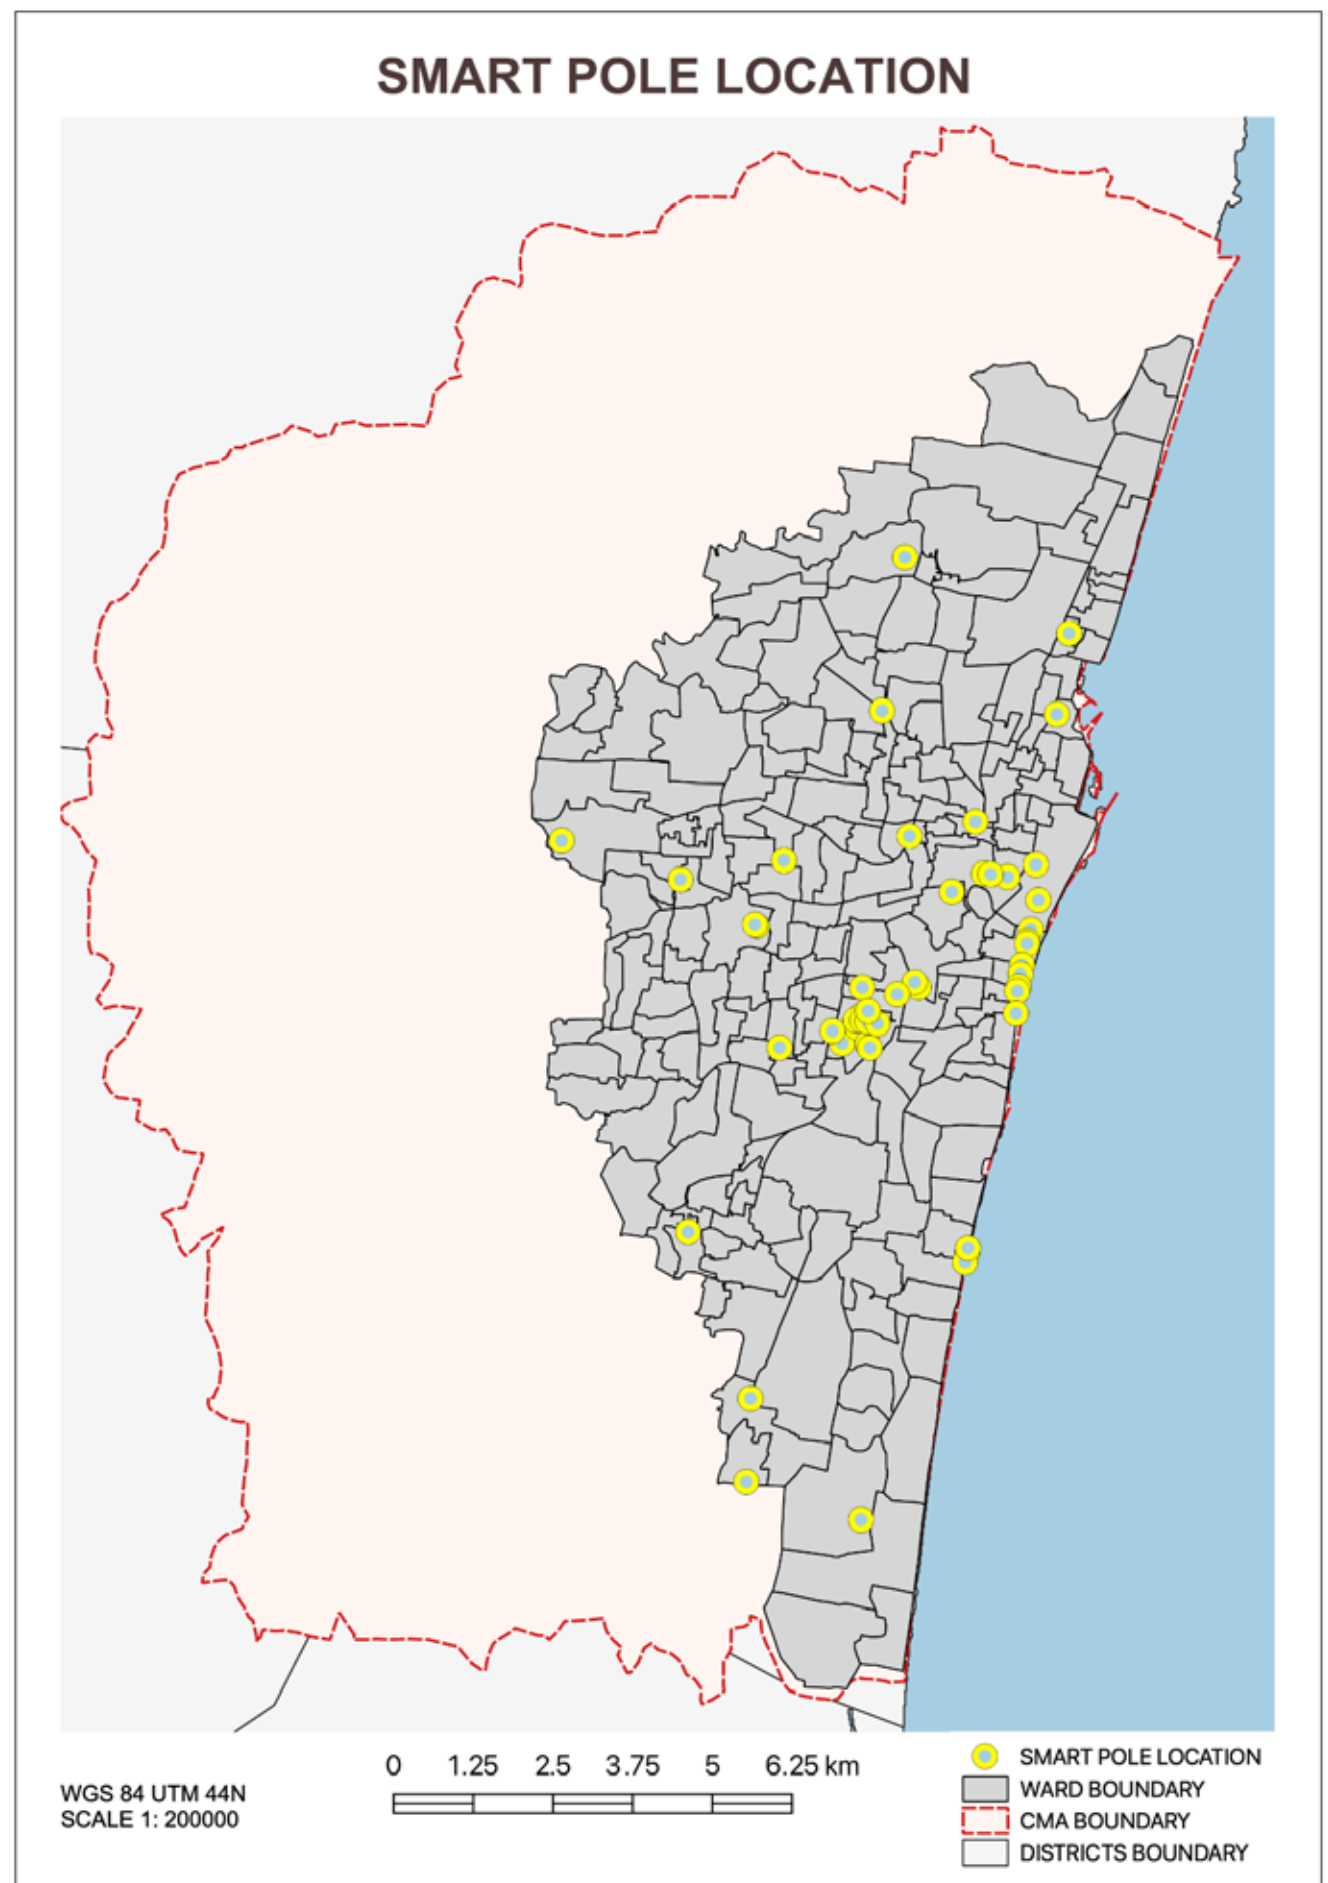 SMART POLE LOCATION
0 1.25 2.5 3.75 5 6.25 km
WGS 84 UTM 44N
SCALE 1: 200000
SMART POLE LOCATION
WARD BOUNDARY
CMA BOUNDARY
DISTRICTS BOUNDARY